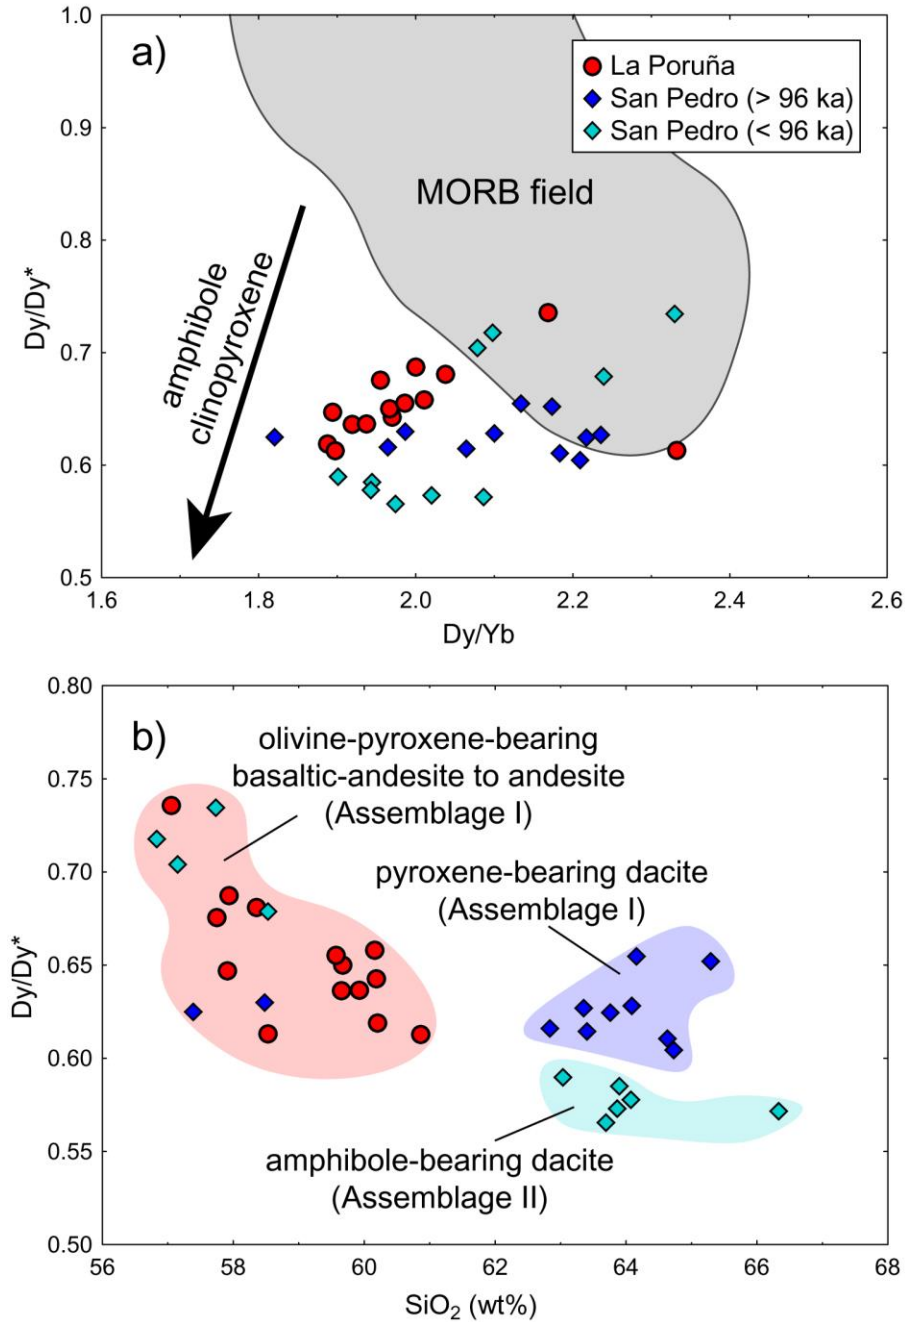 a)
La Poruña
San Pedro (> 96 ka)
San Pedro (< 96 ka)
MORB field
amphibole
clinopyroxene
1.0
0.9
0.8
0.7
0.6
0.5
Dy/Dy*
1.6
1.8
2.0
2.2
2.4
2.6
Dy/Yb
b)
olivine-pyroxene-bearing
basaltic-andesite to andesite
(Assemblage I)
pyroxene-bearing dacite
(Assemblage I)
amphibole-bearing dacite
(Assemblage II)
0.80
0.75
0.70
0.65
0.60
0.55
0.50
Dy/Dy*
56
58
60
62
64
66
68
SiO₂ (wt%)